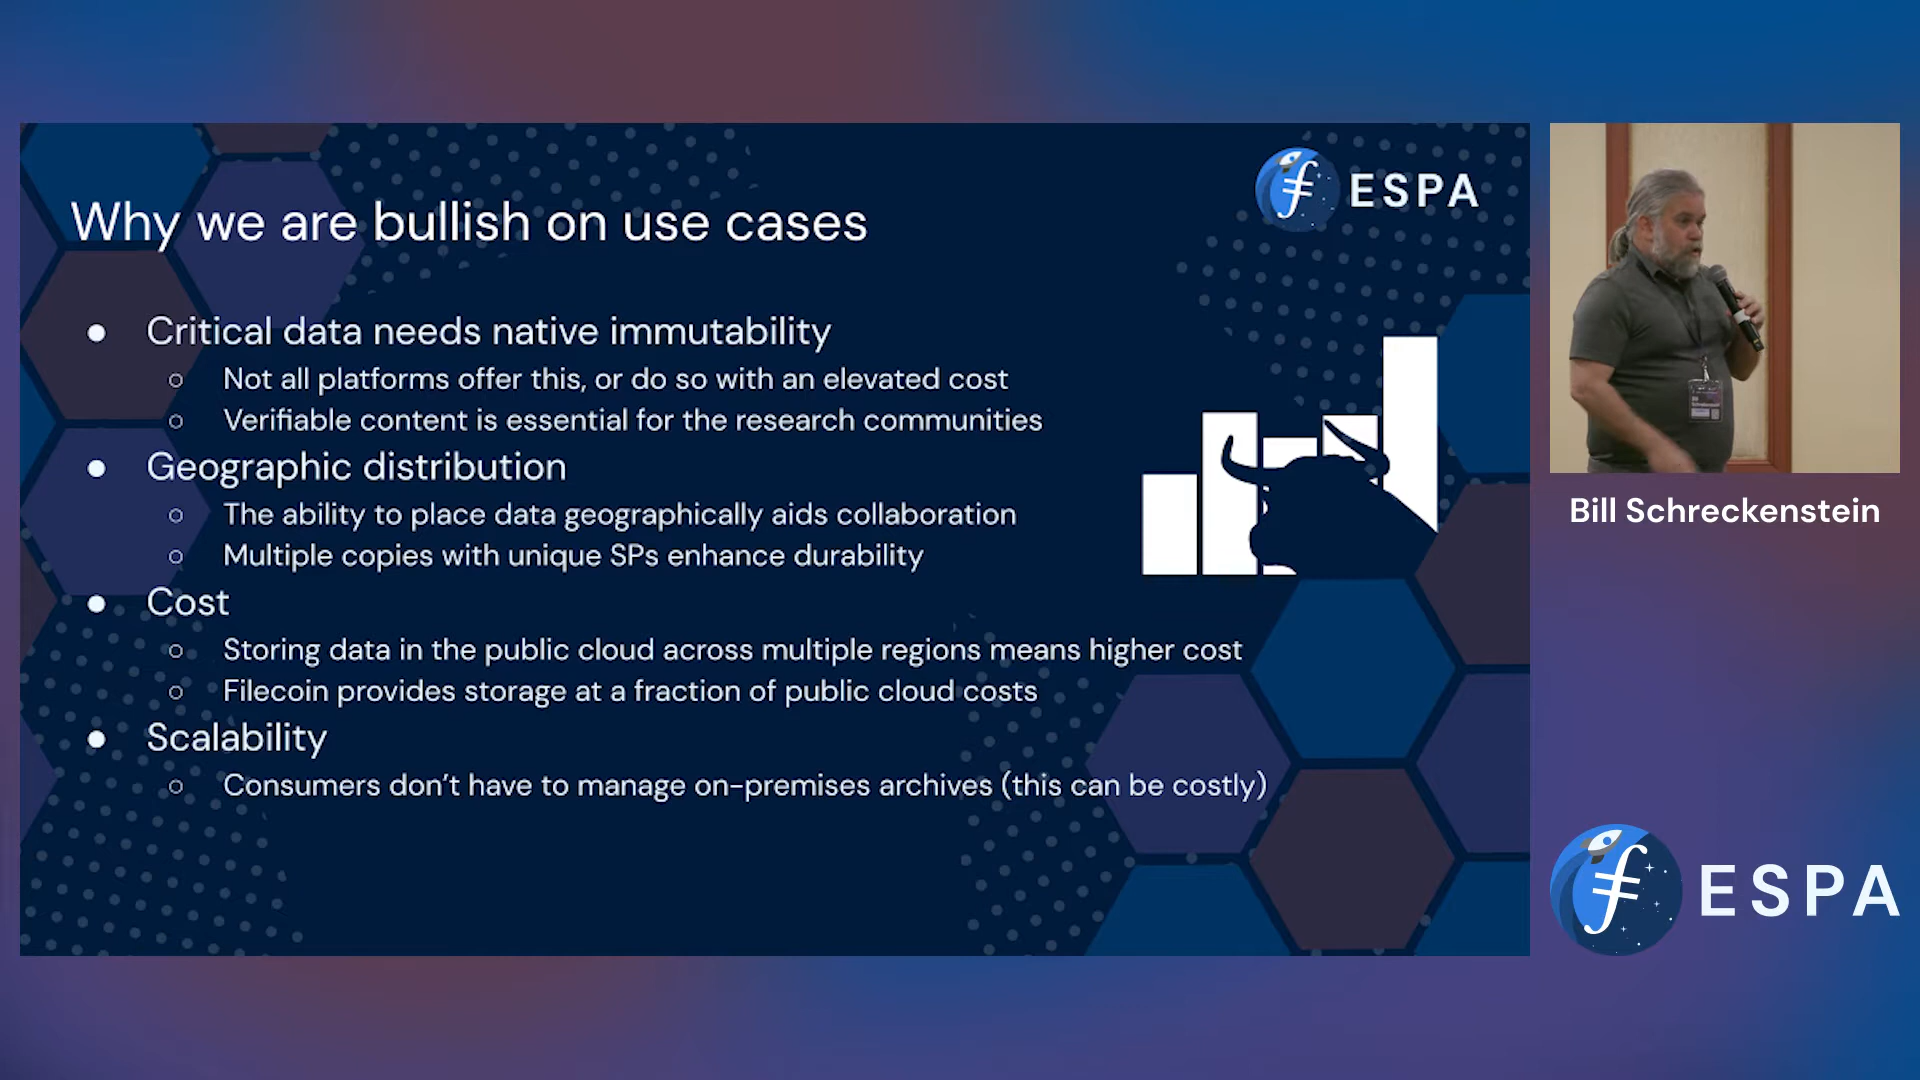 ESPA
Why we are bullish on use cases
● Critical data needs native immutability
○ Not all platforms offer this, or do so with an elevated cost
○ Verifiable content is essential for the research communities
● Geographic distribution
○ The ability to place data geographically aids collaboration
○ Multiple copies with unique SPs enhance durability
● Cost
○ Storing data in the public cloud across multiple regions means higher cost
○ Filecoin provides storage at a fraction of public cloud costs
● Scalability
○ Consumers don't have to manage on-premises archives (this can be costly)
Bill Schreckenstein
ESPA